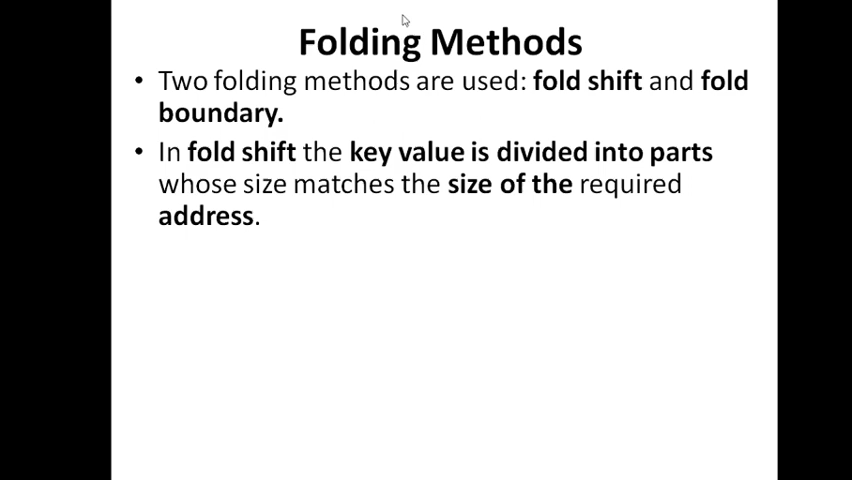 Folding Methods
• Two folding methods are used: fold shift and fold
boundary.
• In fold shift the key value is divided into parts
whose size matches the size of the required
address.